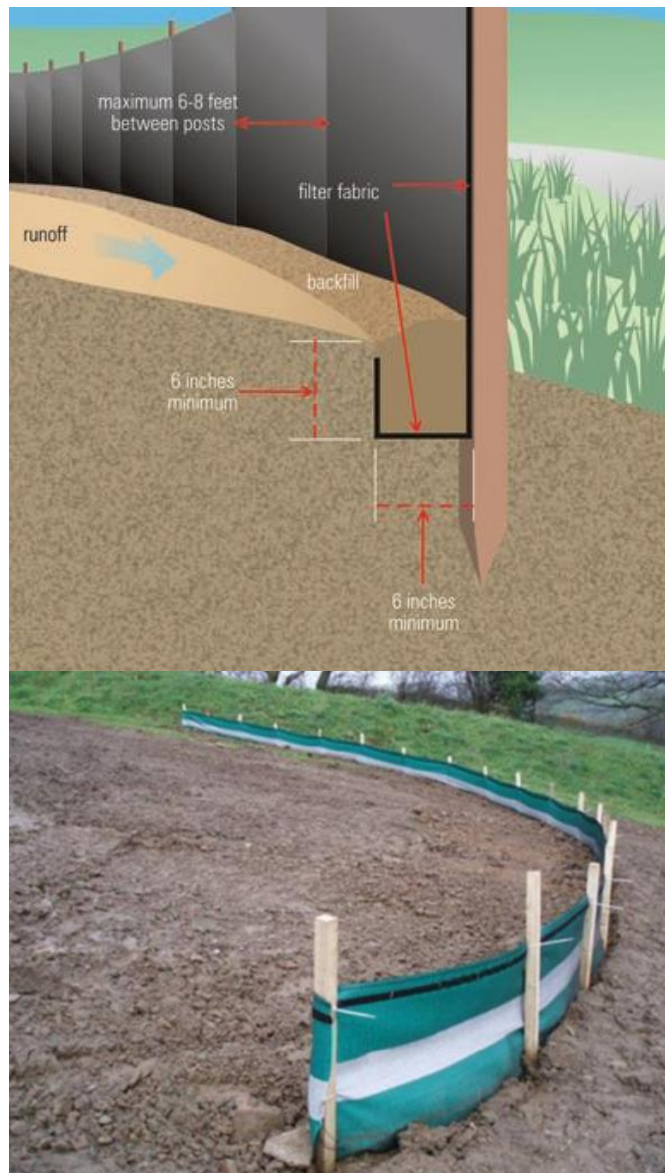 maximum 6-8 feet
between posts
filter fabric
runoff
backfill
6 inches
minimum
6 inches
minimum